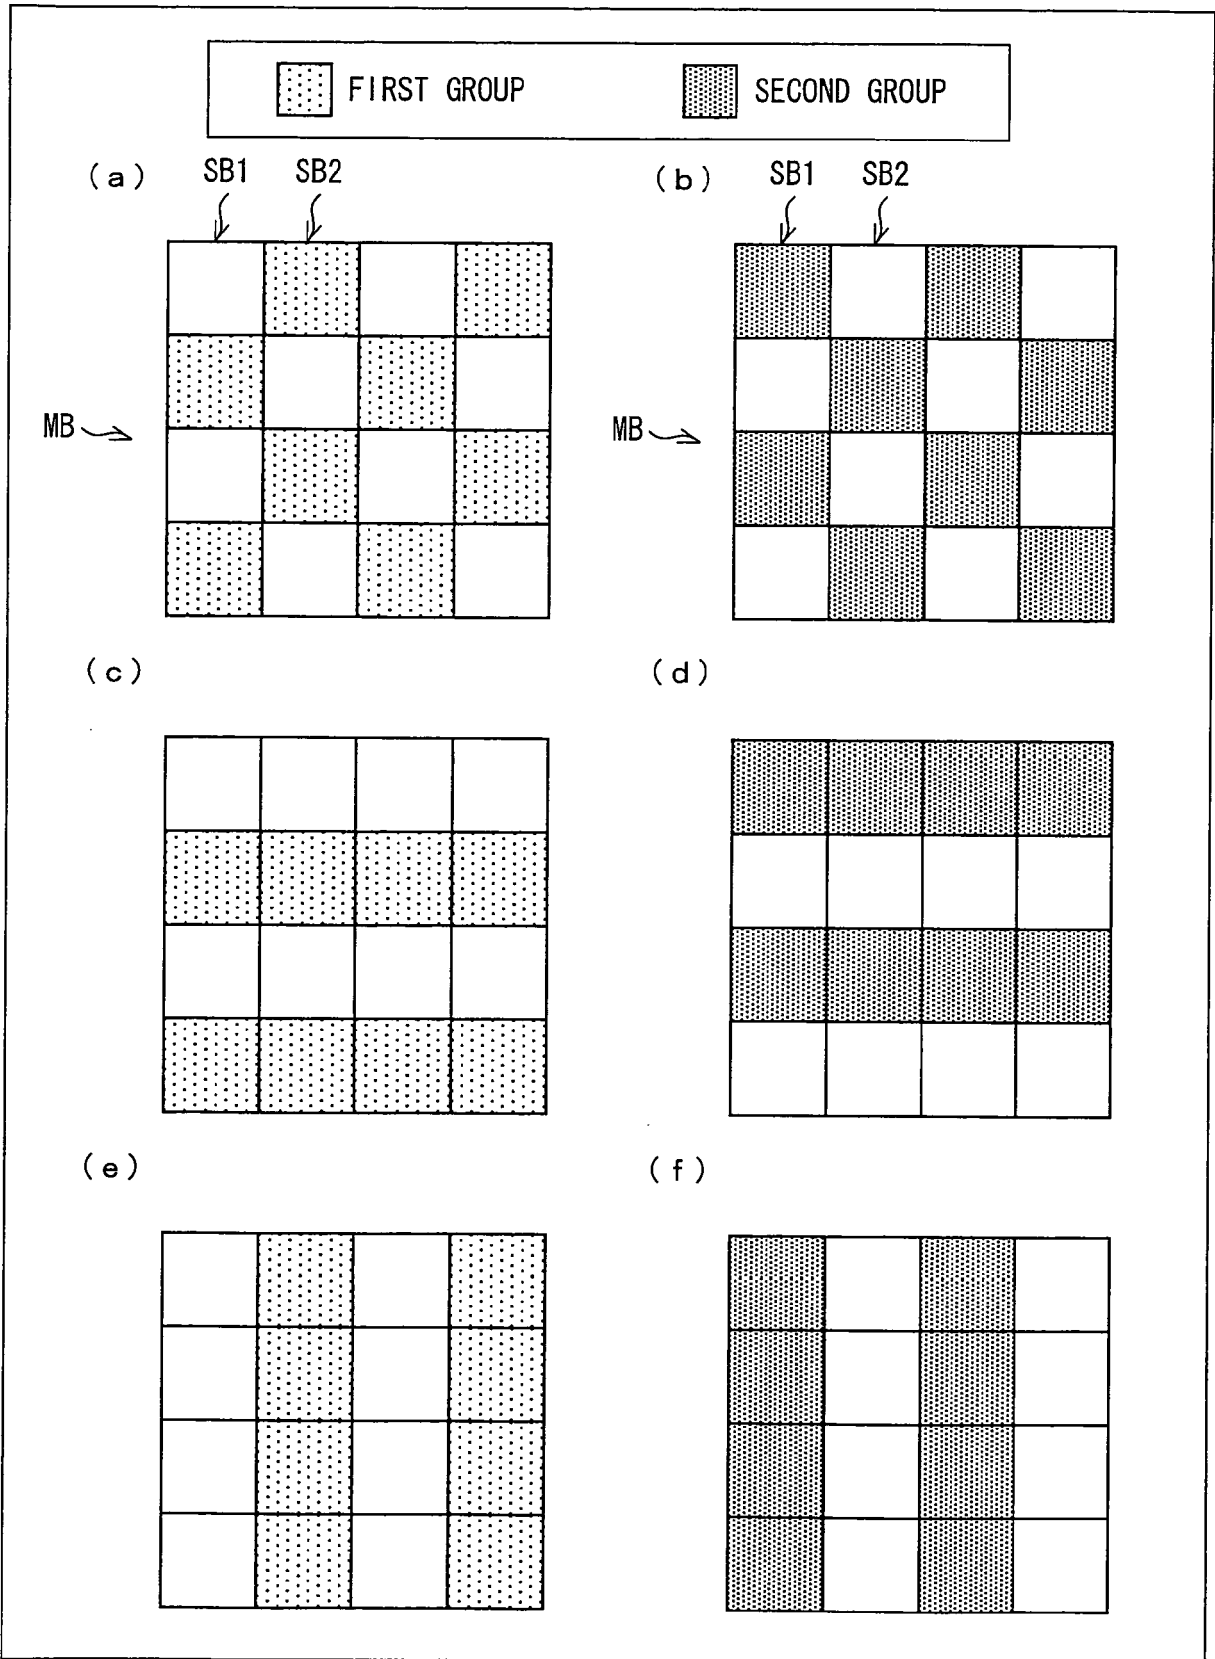 FIRST GROUP SECOND GROUP
(a) SB1 SB2
(b) SB1 SB2
MB
MB
(c)
(d)
(e)
(f)